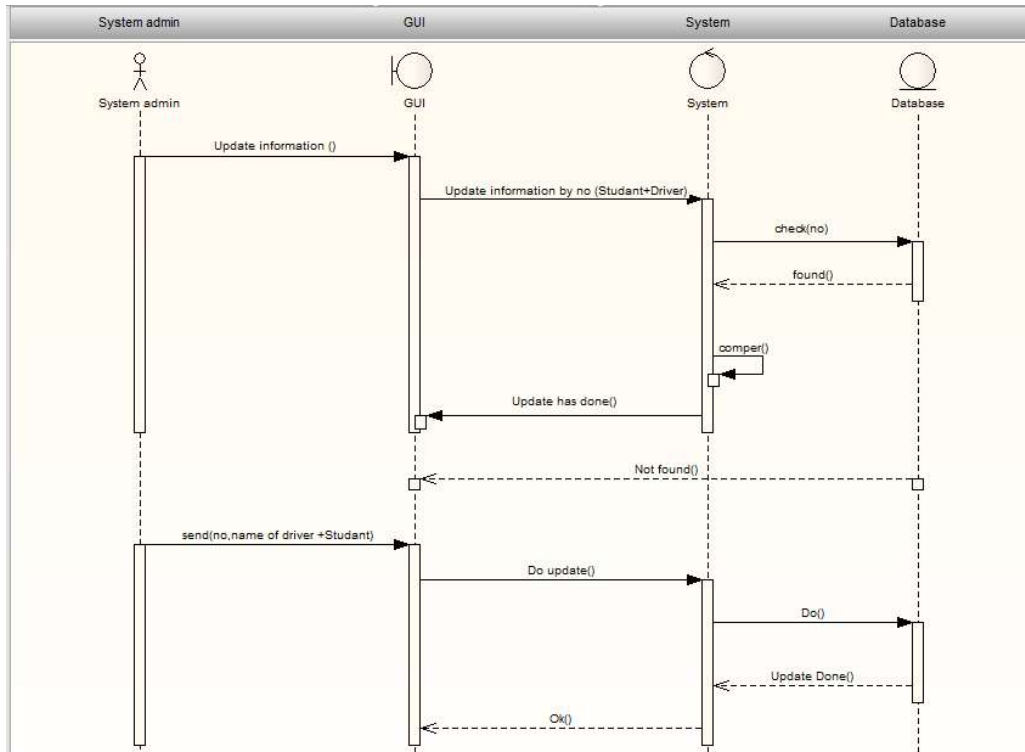 System admin
GUI
System
Database
System admin
GUI
System
Database
Update information ()
Update information by no (Studant+Driver)
check(no)
found()
comper()
Update has done()
Not found()
send(no,name of driver +Studant)
Do update()
Do()
Update Done()
Ok()